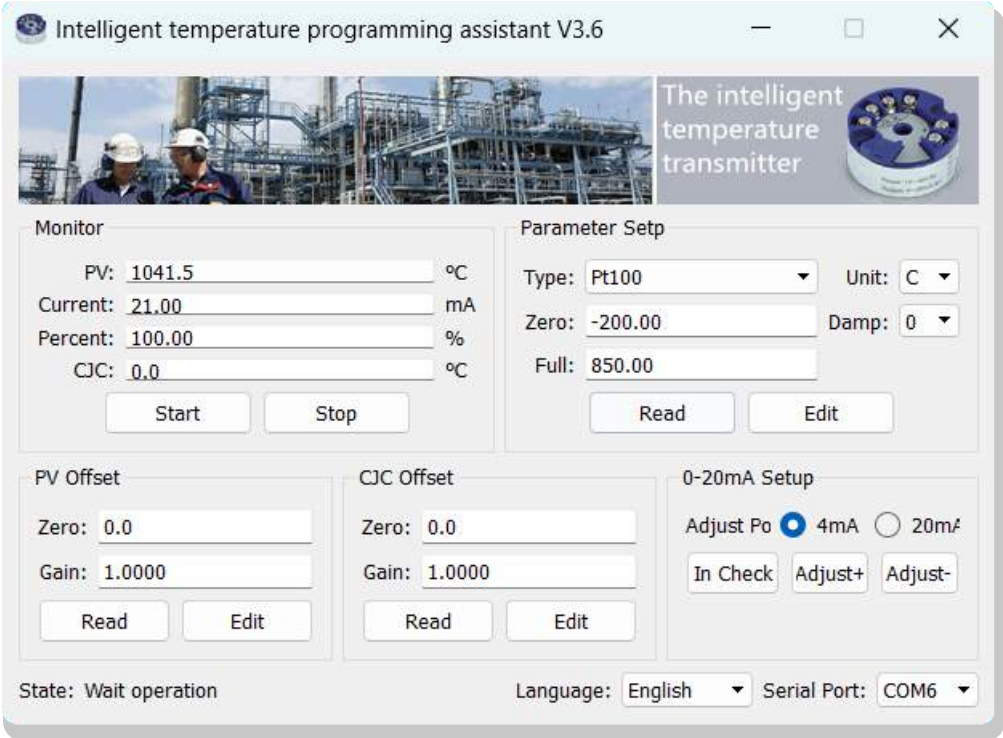 Intelligent temperature programming assistant V3.6
The intelligent
temperature
transmitter
Monitor
PV: 1041.5 ºC
Current: 21.00 mA
Percent: 100.00 %
CJC: 0.0 ºC
Start Stop
Parameter Setp
Type: Pt100 Unit: C
Zero: -200.00 Damp: 0
Full: 850.00
Read Edit
PV Offset
Zero: 0.0
Gain: 1.0000
Read Edit
CJC Offset
Zero: 0.0
Gain: 1.0000
Read Edit
0-20mA Setup
Adjust Po 4mA 20mA
In Check Adjust+ Adjust-
State: Wait operation Language: English Serial Port: COM6